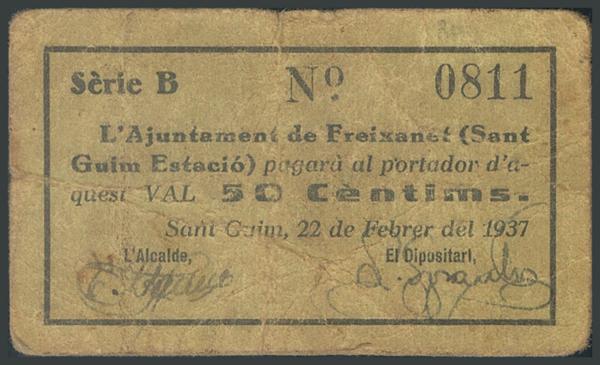 Sèrie B Nº. 0811
L'Ajuntament de Freixanet (Sant
Guim Estació) pagarà al portador d'a-
quest VAL 50 Cèntims.
Sant Guim, 22 de Febrer del 1937
L'Alcalde, El Dipositari,